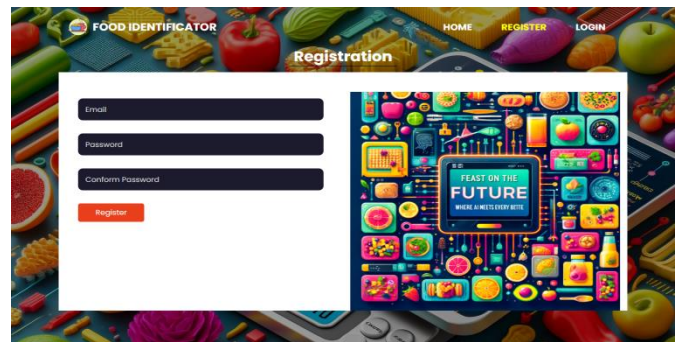 FOOD IDENTIFICATOR
HOME REGISTER LOGIN
Registration
Email
Password
Conform Password
Register
FEAST ON THE
FUTURE
WHERE AI MEETS EVERY BITE